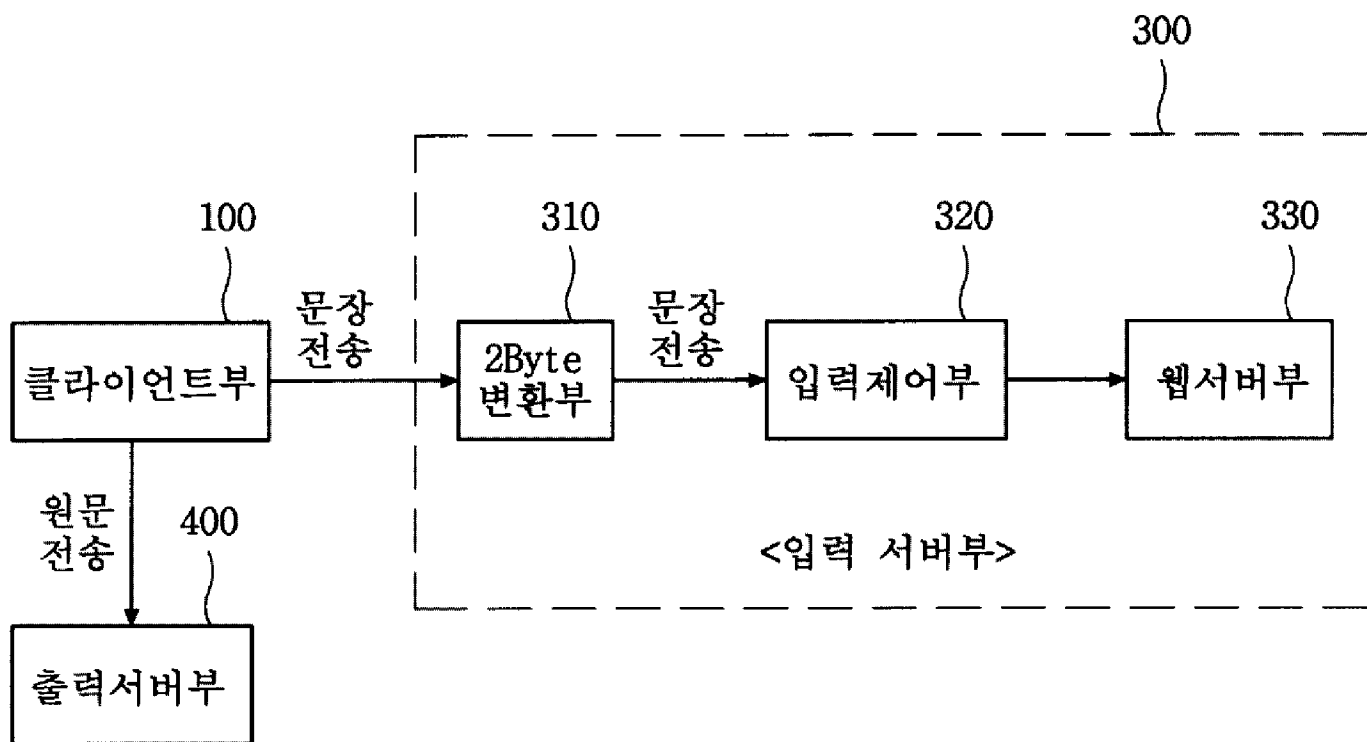 300
100
310
320
330
문장
전송
문장
전송
클라이언트부
2Byte
변환부
입력제어부
웹서버부
원문
전송
400
<입력 서버부>
출력서버부